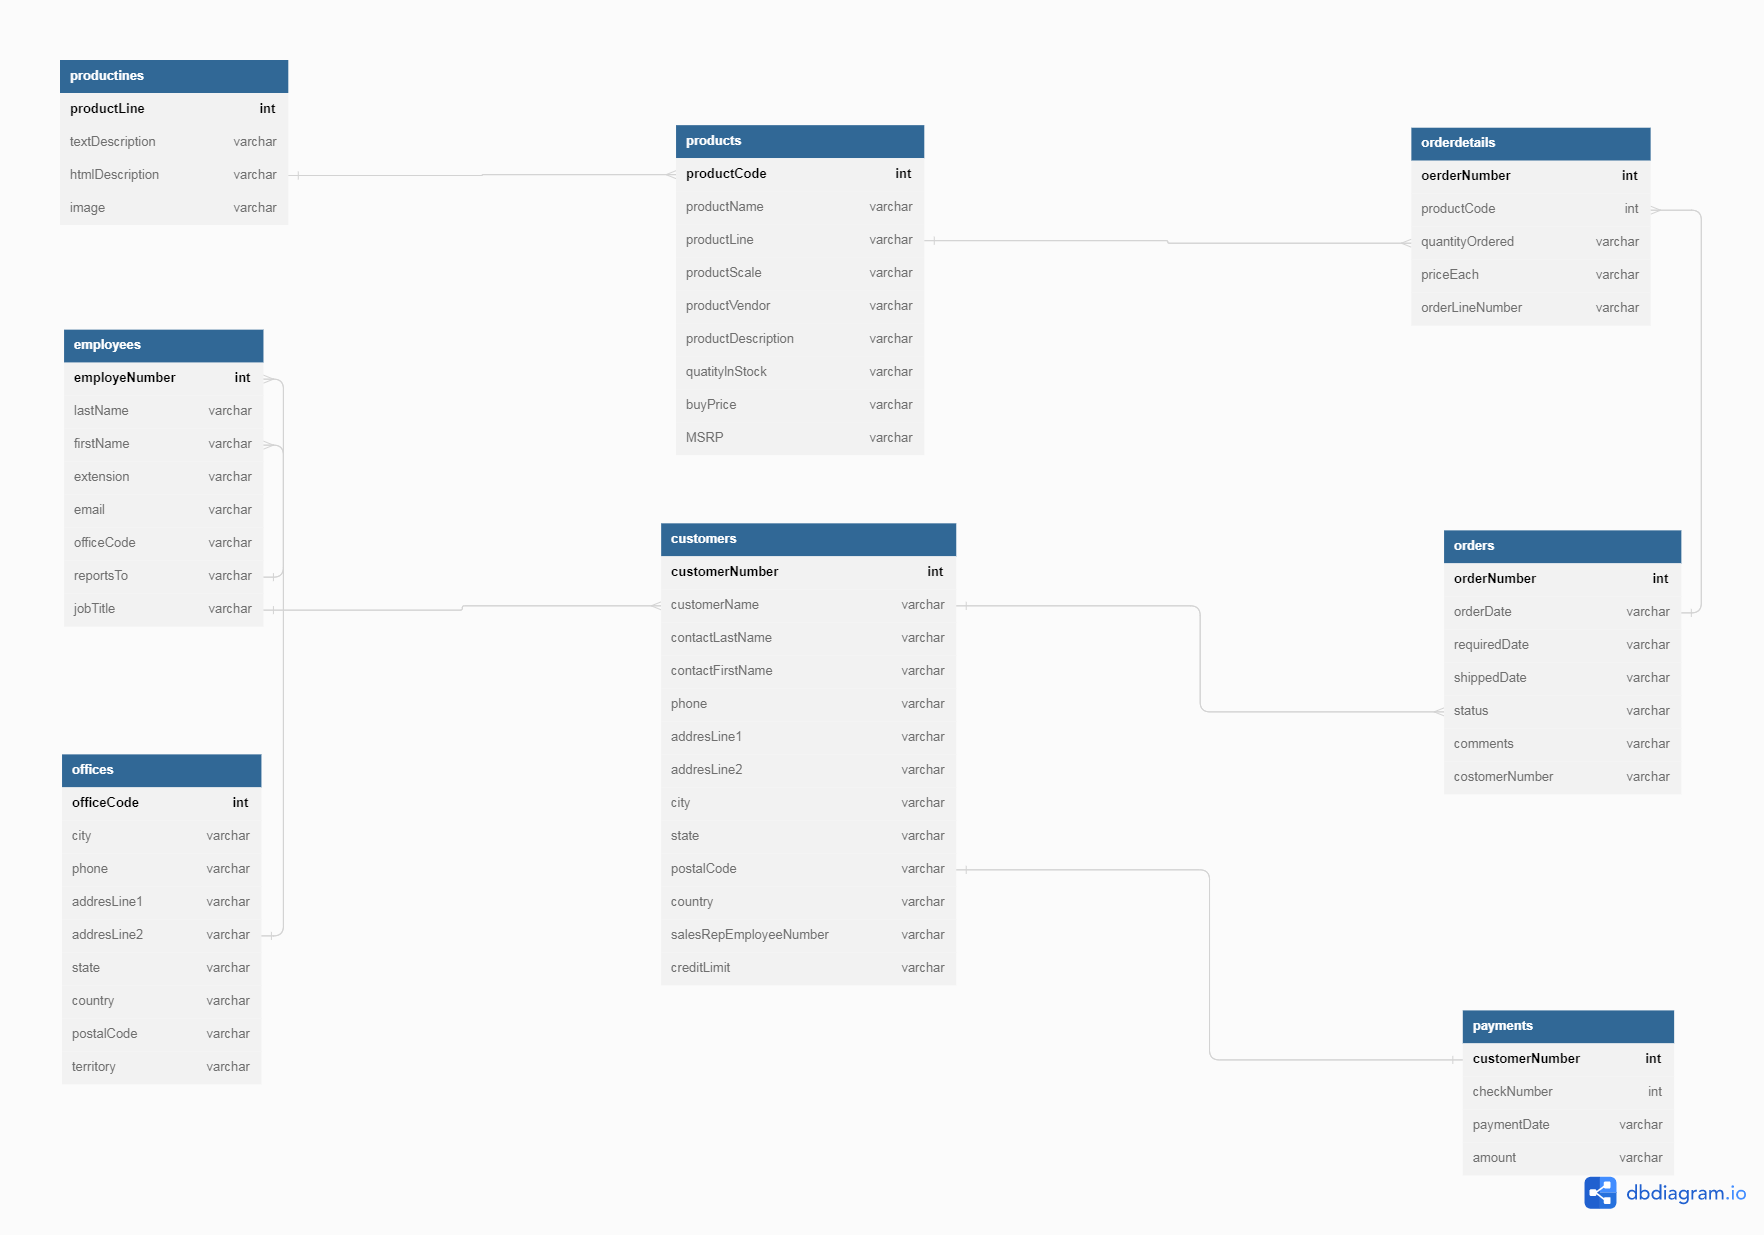 productines
productLine int
textDescription varchar
htmlDescription varchar
image varchar
products
productCode int
productName varchar
productLine varchar
productScale varchar
productVendor varchar
productDescription varchar
quatityInStock varchar
buyPrice varchar
MSRP varchar
orderdetails
oerderNumber int
productCode int
quantityOrdered varchar
priceEach varchar
orderLineNumber varchar
employees
employeNumber int
lastName varchar
firstName varchar
extension varchar
email varchar
officeCode varchar
reportsTo varchar
jobTitle varchar
customers
customerNumber int
customerName varchar
contactLastName varchar
contactFirstName varchar
phone varchar
addresLine1 varchar
addresLine2 varchar
city varchar
state varchar
postalCode varchar
country varchar
salesRepEmployeeNumber varchar
creditLimit varchar
orders
orderNumber int
orderDate varchar
requiredDate varchar
shippedDate varchar
status varchar
comments varchar
costomerNumber varchar
offices
officeCode int
city varchar
phone varchar
addresLine1 varchar
addresLine2 varchar
state varchar
country varchar
postalCode varchar
territory varchar
payments
customerNumber int
checkNumber int
paymentDate varchar
amount varchar
dbdiagram.io